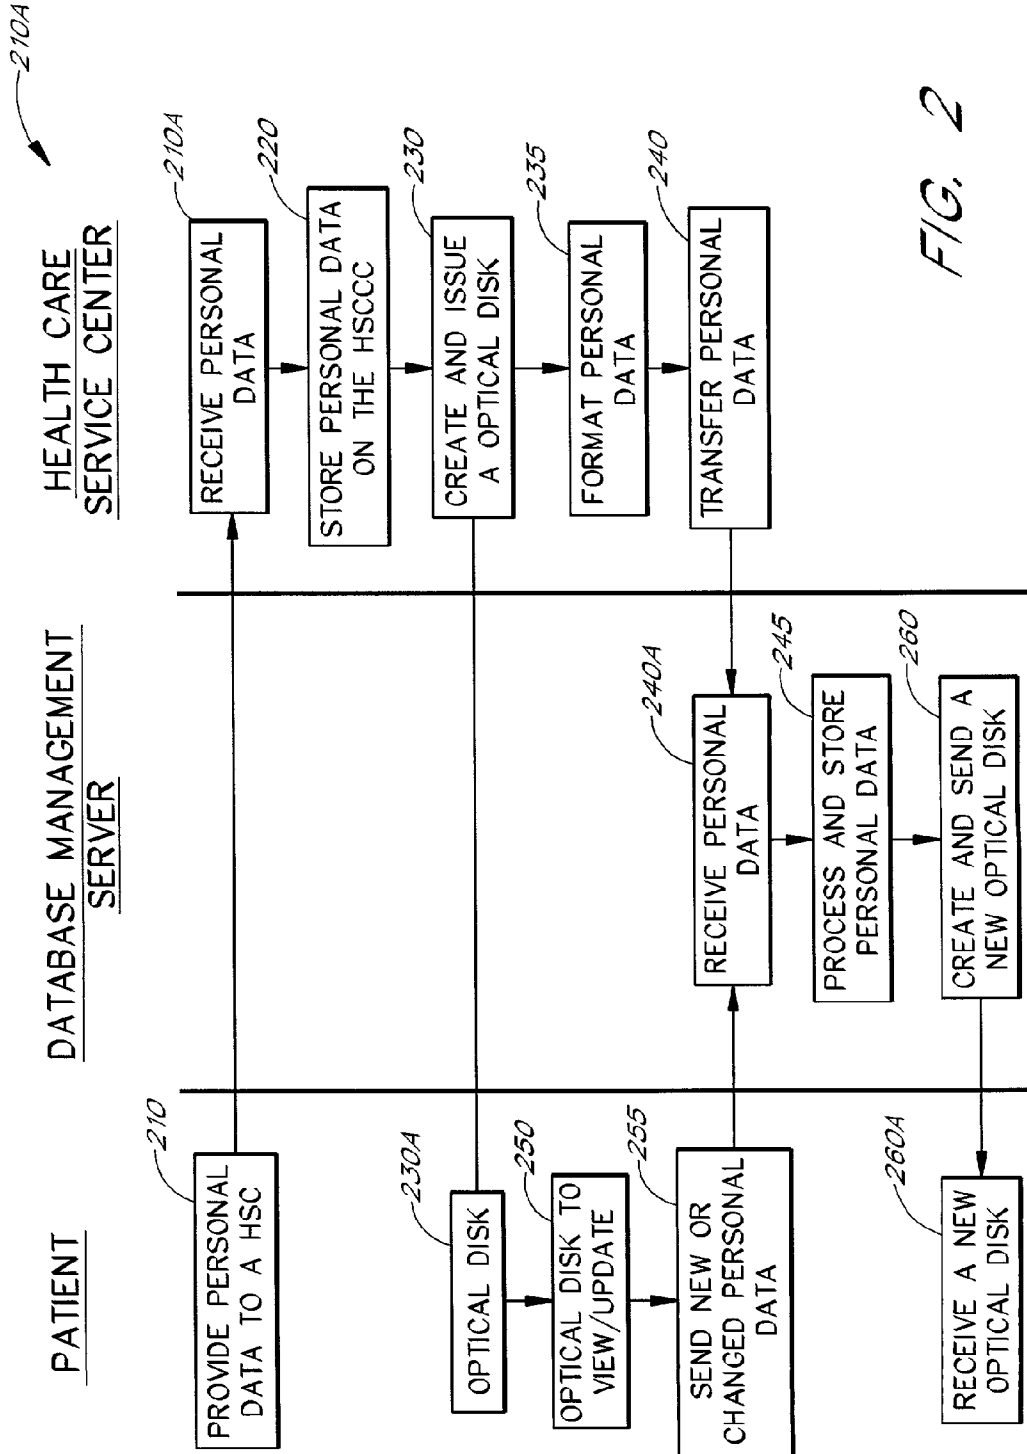 210A
PATIENT
DATABASE MANAGEMENT
SERVER
HEALTH CARE
SERVICE CENTER
210
PROVIDE PERSONAL
DATA TO A HSC
210A
RECEIVE PERSONAL
DATA
220
STORE PERSONAL DATA
ON THE HSCCC
230
CREATE AND ISSUE
A OPTICAL DISK
230A
OPTICAL DISK
250
OPTICAL DISK TO
VIEW/UPDATE
235
FORMAT PERSONAL
DATA
255
SEND NEW OR
CHANGED PERSONAL
DATA
240A
RECEIVE PERSONAL
DATA
240
TRANSFER PERSONAL
DATA
245
PROCESS AND STORE
PERSONAL DATA
260
CREATE AND SEND A
NEW OPTICAL DISK
260A
RECEIVE A NEW
OPTICAL DISK
FIG. 2